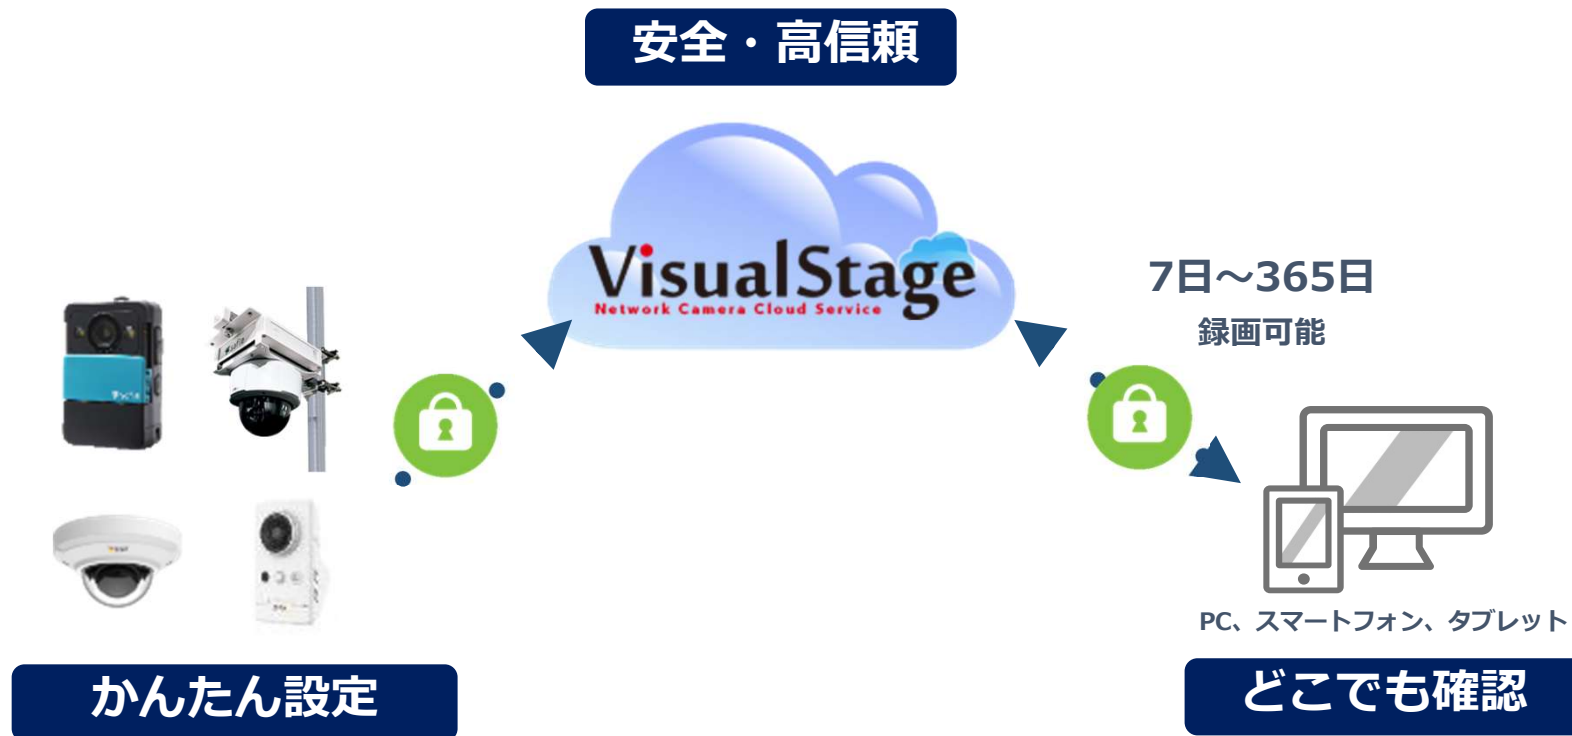 安全・高信頼
VisualStage
Network Camera Cloud Service
7日～365日
録画可能
PC、スマートフォン、タブレット
かんたん設定
どこでも確認